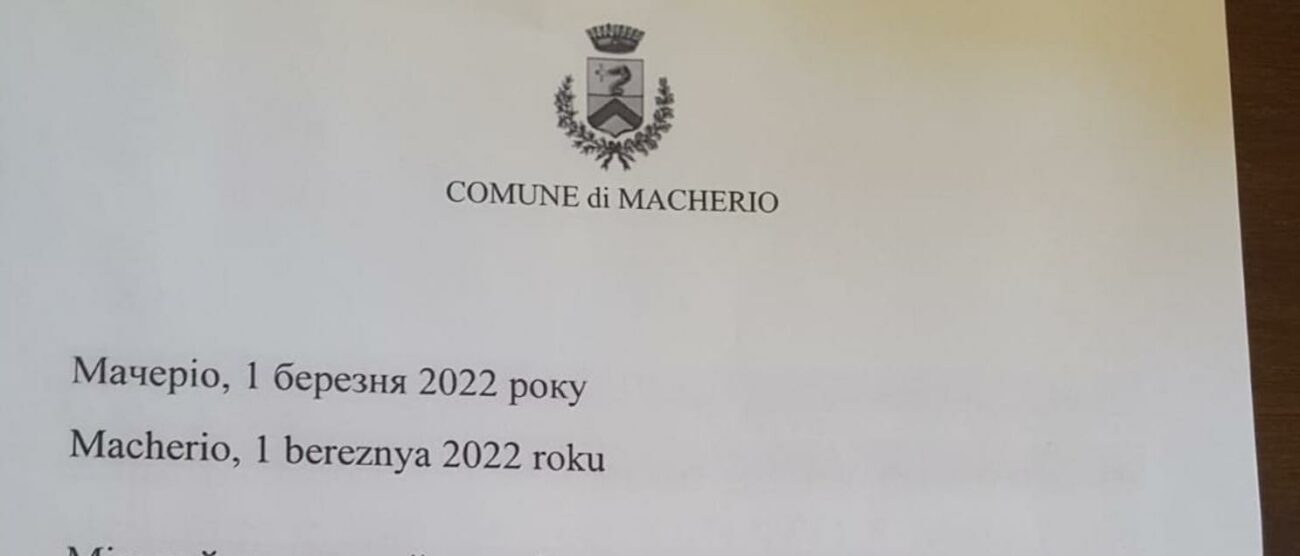 COMUNE di MACHERIO
Мачеріо, 1 березня 2022 року
Macherio, 1 bereznya 2022 roku